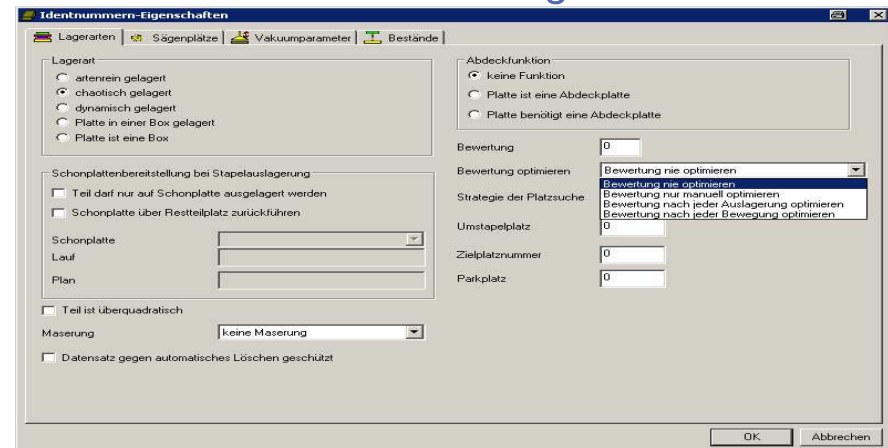 Identnummern-Eigenschaften
Lagerarten
Sägenplätze
Vakuumparameter
Bestände
Lagerart
artenrein gelagert
chaotisch gelagert
dynamisch gelagert
Platte in einer Box gelagert
Platte ist eine Box
Schonplattenbereitstellung bei Stapelauslagerung
Teil darf nur auf Schonplatte ausgelagert werden
Schonplatte über Restteilplatz zurückführen
Schonplatte
Lauf
Plan
Teil ist überquadratisch
Maserung keine Maserung
Datensatz gegen automatisches Löschen geschützt
Abdeckfunktion
keine Funktion
Platte ist eine Abdeckplatte
Platte benötigt eine Abdeckplatte
Bewertung 0
Bewertung optimieren Bewertung nie optimieren
Bewertung nie optimieren
Bewertung nur manuell optimieren
Bewertung nach jeder Auslagerung optimieren
Bewertung nach jeder Bewegung optimieren
Strategie der Platzsuche
Umstapelplatz 0
Zielplatznummer 0
Parkplatz 0
OK Abbrechen